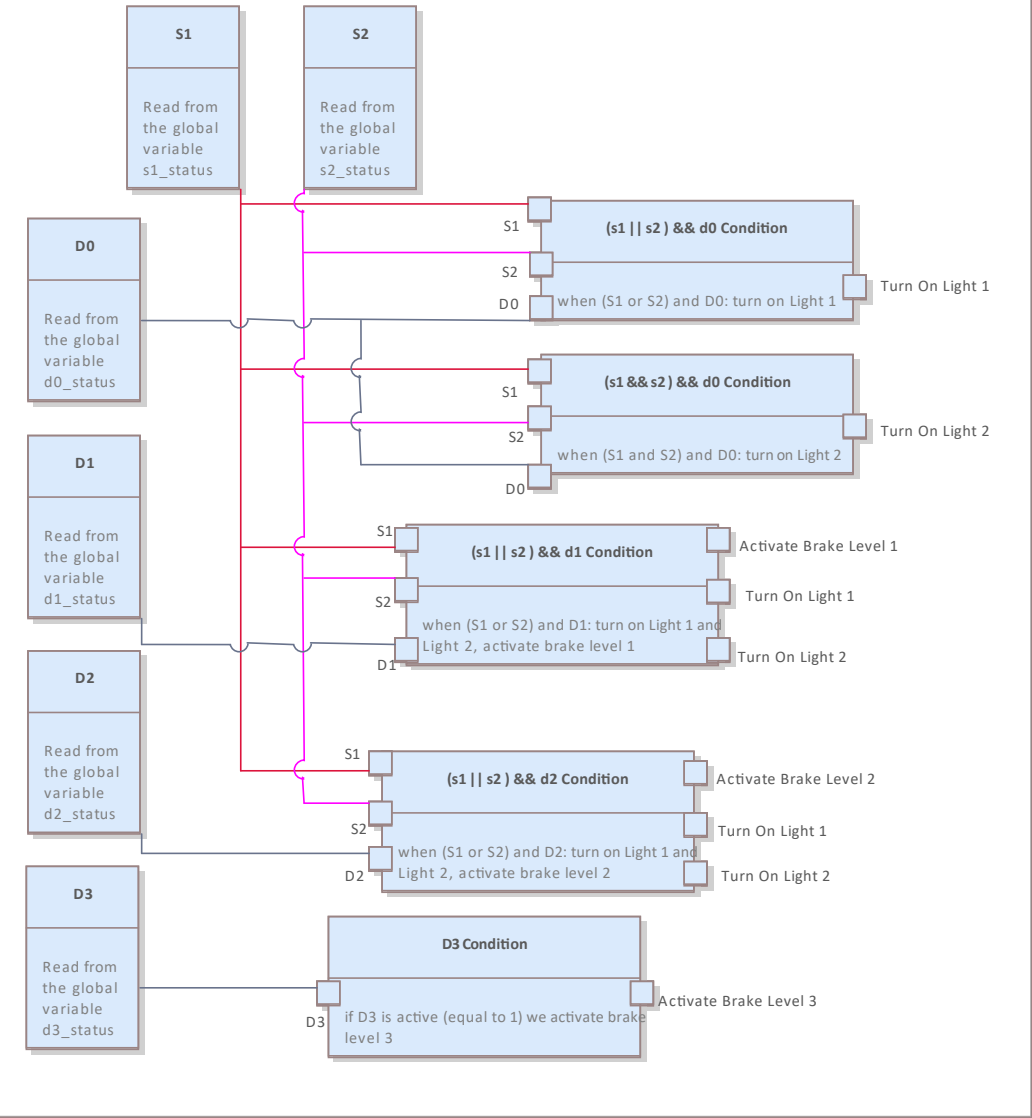 S1
Read from
the global
variable
s1_status
S2
Read from
the global
variable
s2_status
D0
Read from
the global
variable
d0_status
S1
S2
D0
(s1 || s2 ) && d0 Condition
when (S1 or S2) and D0: turn on Light 1
Turn On Light 1
S1
S2
D0
(s1 && s2 ) && d0 Condition
when (S1 and S2) and D0: turn on Light 2
Turn On Light 2
D1
Read from
the global
variable
d1_status
S1
S2
D1
(s1 || s2 ) && d1 Condition
when (S1 or S2) and D1: turn on Light 1 and
Light 2, activate brake level 1
Activate Brake Level 1
Turn On Light 1
Turn On Light 2
D2
Read from
the global
variable
d2_status
S1
S2
D2
(s1 || s2 ) && d2 Condition
when (S1 or S2) and D2: turn on Light 1 and
Light 2, activate brake level 2
Activate Brake Level 2
Turn On Light 1
Turn On Light 2
D3
Read from
the global
variable
d3_status
D3
D3 Condition
if D3 is active (equal to 1) we activate brake
level 3
Activate Brake Level 3